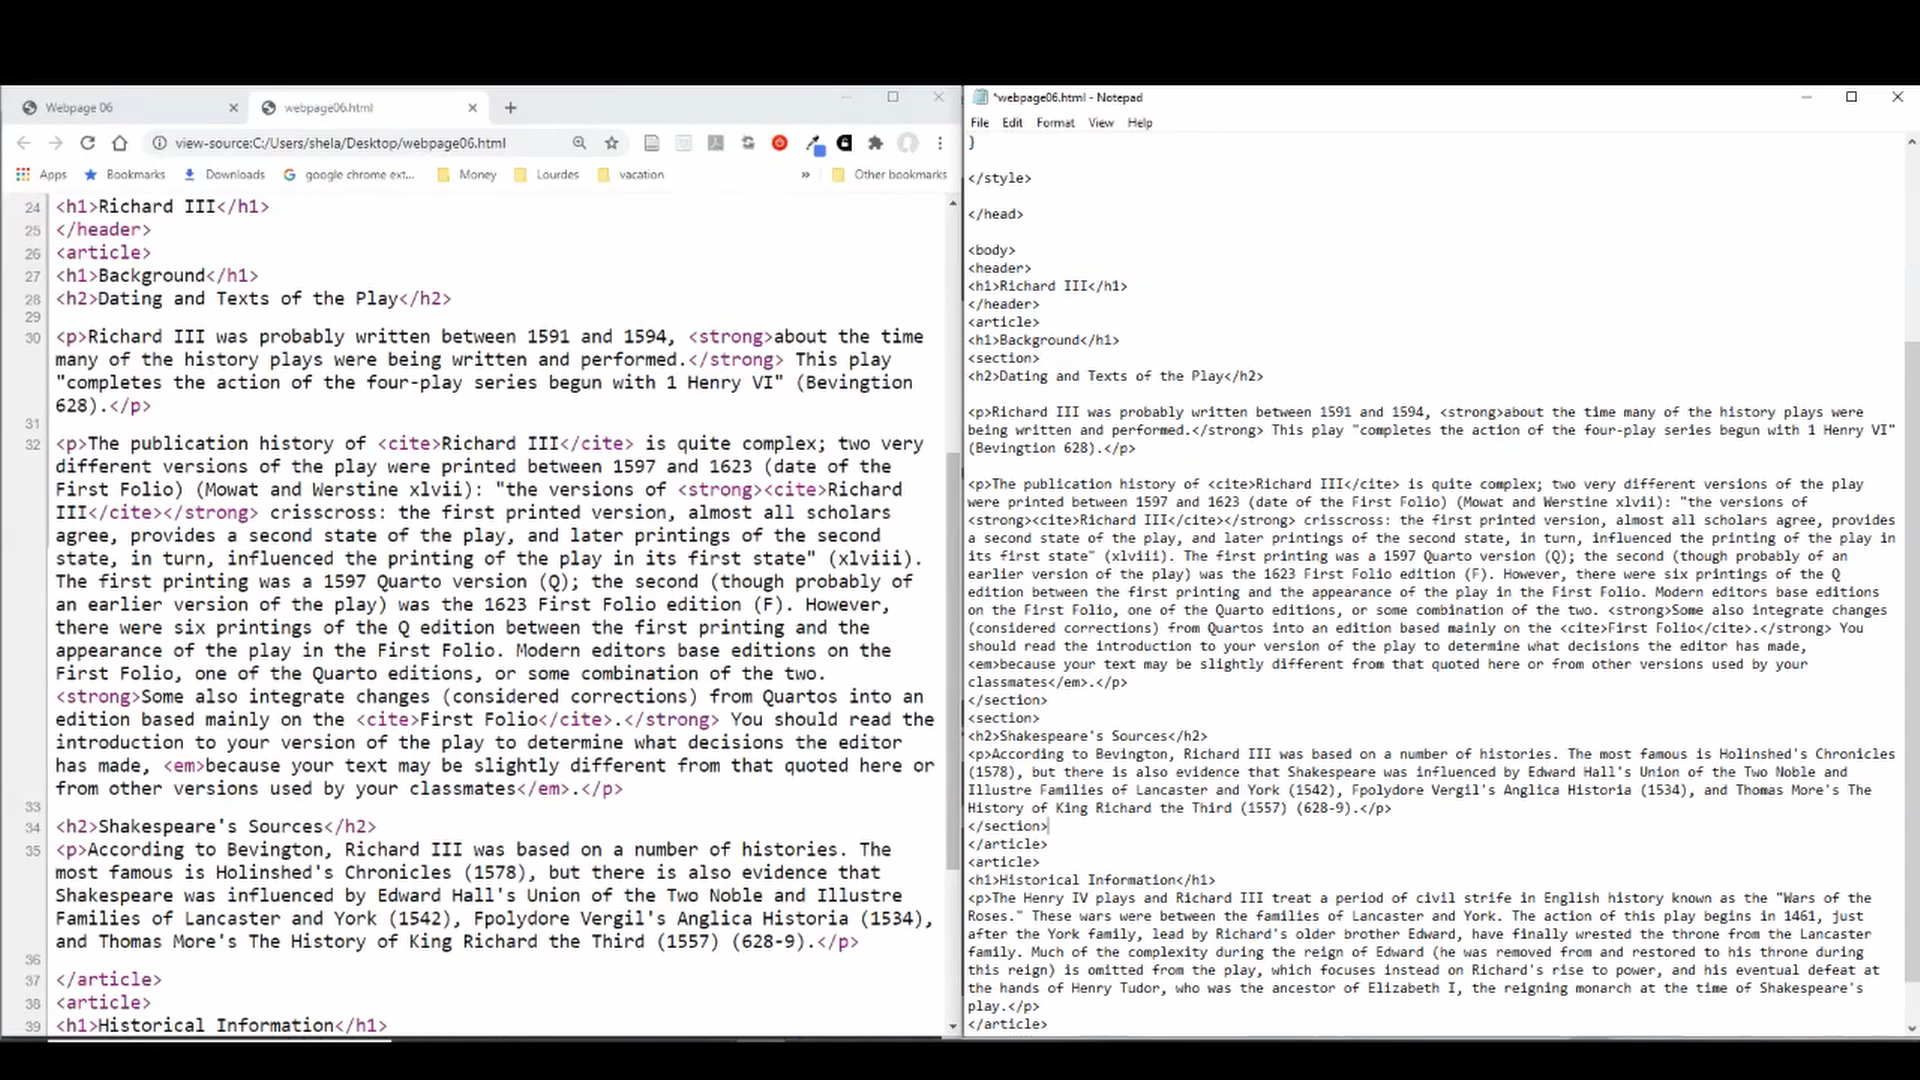 Webpage 06
webpage06.html
view-source:C:/Users/shela/Desktop/webpage06.html
Apps
Bookmarks
Downloads
google chrome ext...
Money
Lourdes
vacation
»
Other bookmarks
24 <h1>Richard III</h1>
25 </header>
26 <article>
27 <h1>Background</h1>
28 <h2>Dating and Texts of the Play</h2>
29
30 <p>Richard III was probably written between 1591 and 1594, <strong>about the time
many of the history plays were being written and performed.</strong> This play
"completes the action of the four-play series begun with 1 Henry VI" (Bevingtion
628).</p>
31
32 <p>The publication history of <cite>Richard III</cite> is quite complex; two very
different versions of the play were printed between 1597 and 1623 (date of the
First Folio) (Mowat and Werstine xlvii): "the versions of <strong><cite>Richard
III</cite></strong> crisscross: the first printed version, almost all scholars
agree, provides a second state of the play, and later printings of the second
state, in turn, influenced the printing of the play in its first state" (xlviii).
The first printing was a 1597 Quarto version (Q); the second (though probably of
an earlier version of the play) was the 1623 First Folio edition (F). However,
there were six printings of the Q edition between the first printing and the
appearance of the play in the First Folio. Modern editors base editions on the
First Folio, one of the Quarto editions, or some combination of the two.
<strong>Some also integrate changes (considered corrections) from Quartos into an
edition based mainly on the <cite>First Folio</cite>.</strong> You should read the
introduction to your version of the play to determine what decisions the editor
has made, <em>because your text may be slightly different from that quoted here or
from other versions used by your classmates</em>.</p>
33
34 <h2>Shakespeare's Sources</h2>
35 <p>According to Bevington, Richard III was based on a number of histories. The
most famous is Holinshed's Chronicles (1578), but there is also evidence that
Shakespeare was influenced by Edward Hall's Union of the Two Noble and Illustre
Families of Lancaster and York (1542), Fpolydore Vergil's Anglica Historia (1534),
and Thomas More's The History of King Richard the Third (1557) (628-9).</p>
36
37 </article>
38 <article>
39 <h1>Historical Information</h1>
*webpage06.html - Notepad
File Edit Format View Help
}
</style>
</head>
<body>
<header>
<h1>Richard III</h1>
</header>
<article>
<h1>Background</h1>
<section>
<h2>Dating and Texts of the Play</h2>
<p>Richard III was probably written between 1591 and 1594, <strong>about the time many of the history plays were
being written and performed.</strong> This play "completes the action of the four-play series begun with 1 Henry VI"
(Bevingtion 628).</p>
<p>The publication history of <cite>Richard III</cite> is quite complex; two very different versions of the play
were printed between 1597 and 1623 (date of the First Folio) (Mowat and Werstine xlvii): "the versions of
<strong><cite>Richard III</cite></strong> crisscross: the first printed version, almost all scholars agree, provides
a second state of the play, and later printings of the second state, in turn, influenced the printing of the play in
its first state" (xlviii). The first printing was a 1597 Quarto version (Q); the second (though probably of an
earlier version of the play) was the 1623 First Folio edition (F). However, there were six printings of the Q
edition between the first printing and the appearance of the play in the First Folio. Modern editors base editions
on the First Folio, one of the Quarto editions, or some combination of the two. <strong>Some also integrate changes
(considered corrections) from Quartos into an edition based mainly on the <cite>First Folio</cite>.</strong> You
should read the introduction to your version of the play to determine what decisions the editor has made,
<em>because your text may be slightly different from that quoted here or from other versions used by your
classmates</em>.</p>
</section>
<section>
<h2>Shakespeare's Sources</h2>
<p>According to Bevington, Richard III was based on a number of histories. The most famous is Holinshed's Chronicles
(1578), but there is also evidence that Shakespeare was influenced by Edward Hall's Union of the Two Noble and
Illustre Families of Lancaster and York (1542), Fpolydore Vergil's Anglica Historia (1534), and Thomas More's The
History of King Richard the Third (1557) (628-9).</p>
</section>
</article>
<article>
<h1>Historical Information</h1>
<p>The Henry IV plays and Richard III treat a period of civil strife in English history known as the "Wars of the
Roses." These wars were between the families of Lancaster and York. The action of this play begins in 1461, just
after the York family, lead by Richard's older brother Edward, have finally wrested the throne from the Lancaster
family. Much of the complexity during the reign of Edward (he was removed from and restored to his throne during
this reign) is omitted from the play, which focuses instead on Richard's rise to power, and his eventual defeat at
the hands of Henry Tudor, who was the ancestor of Elizabeth I, the reigning monarch at the time of Shakespeare's
play.</p>
</article>